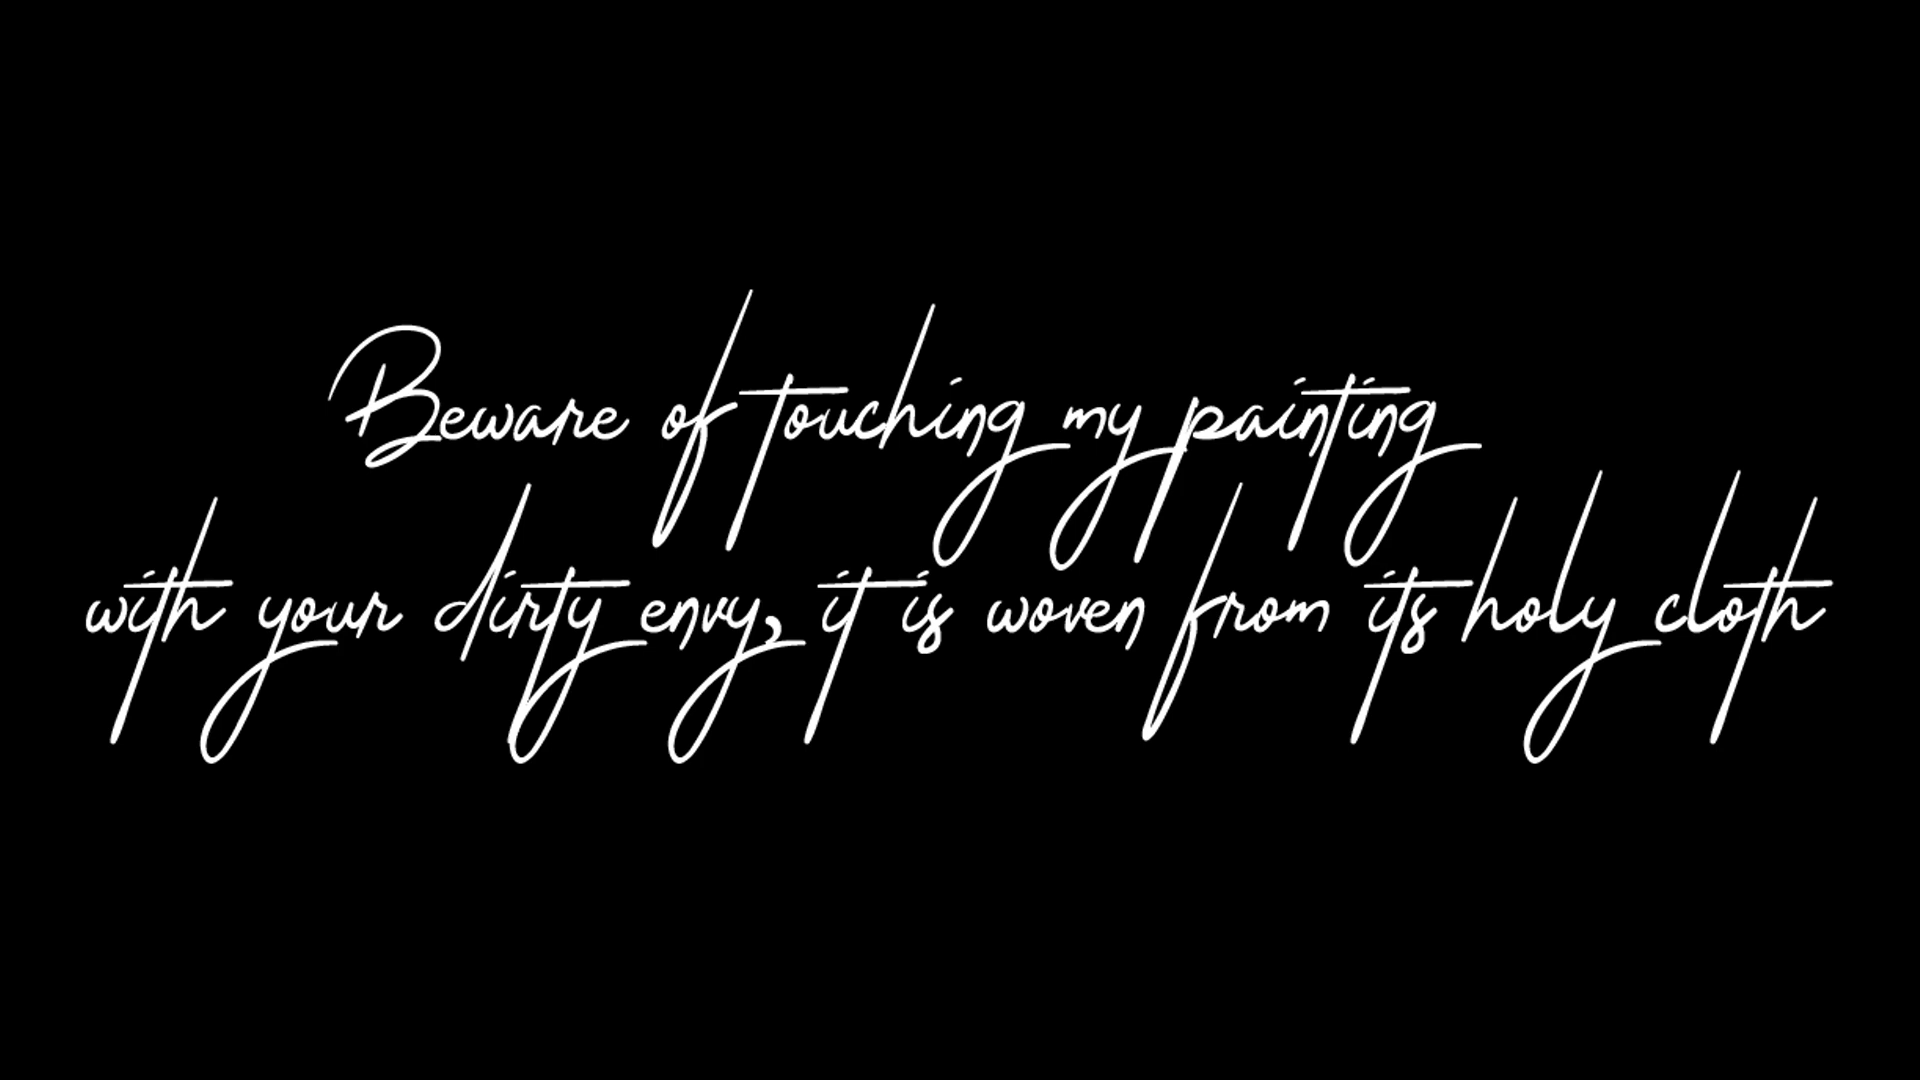 Beware of touching my painting
with your dirty envy, it is woven from its holy cloth